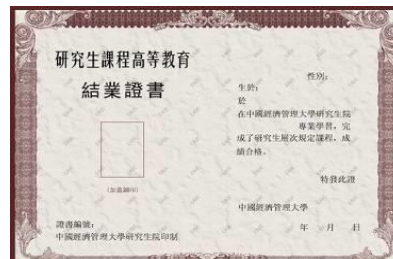 研究生課程高等教育
結業證書
(加蓋鋼印)
證書編號:
中國經濟管理大學研究生院印制
性別:
生於:
於
在中國經濟管理大學研究生院
專業學習，完
成了研究生層次規定課程，成
績合格。
特發此證
中國經濟管理大學
年 月 日